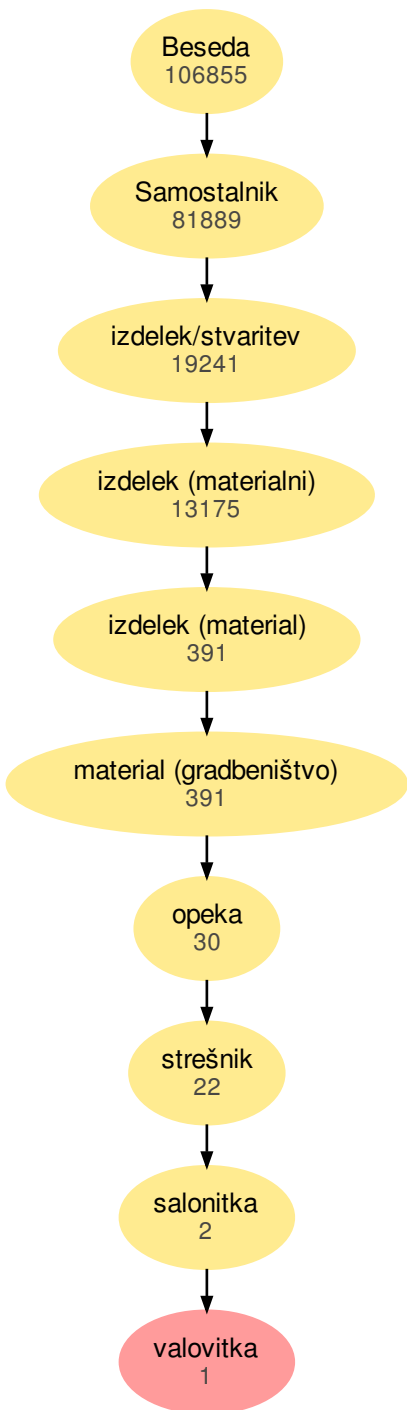 Beseda
106855
Samostalnik
81889
izdelek/stvaritev
19241
izdelek (materialni)
13175
izdelek (material)
391
material (gradbeništvo)
391
opeka
30
strešnik
22
salonitka
2
valovitka
1